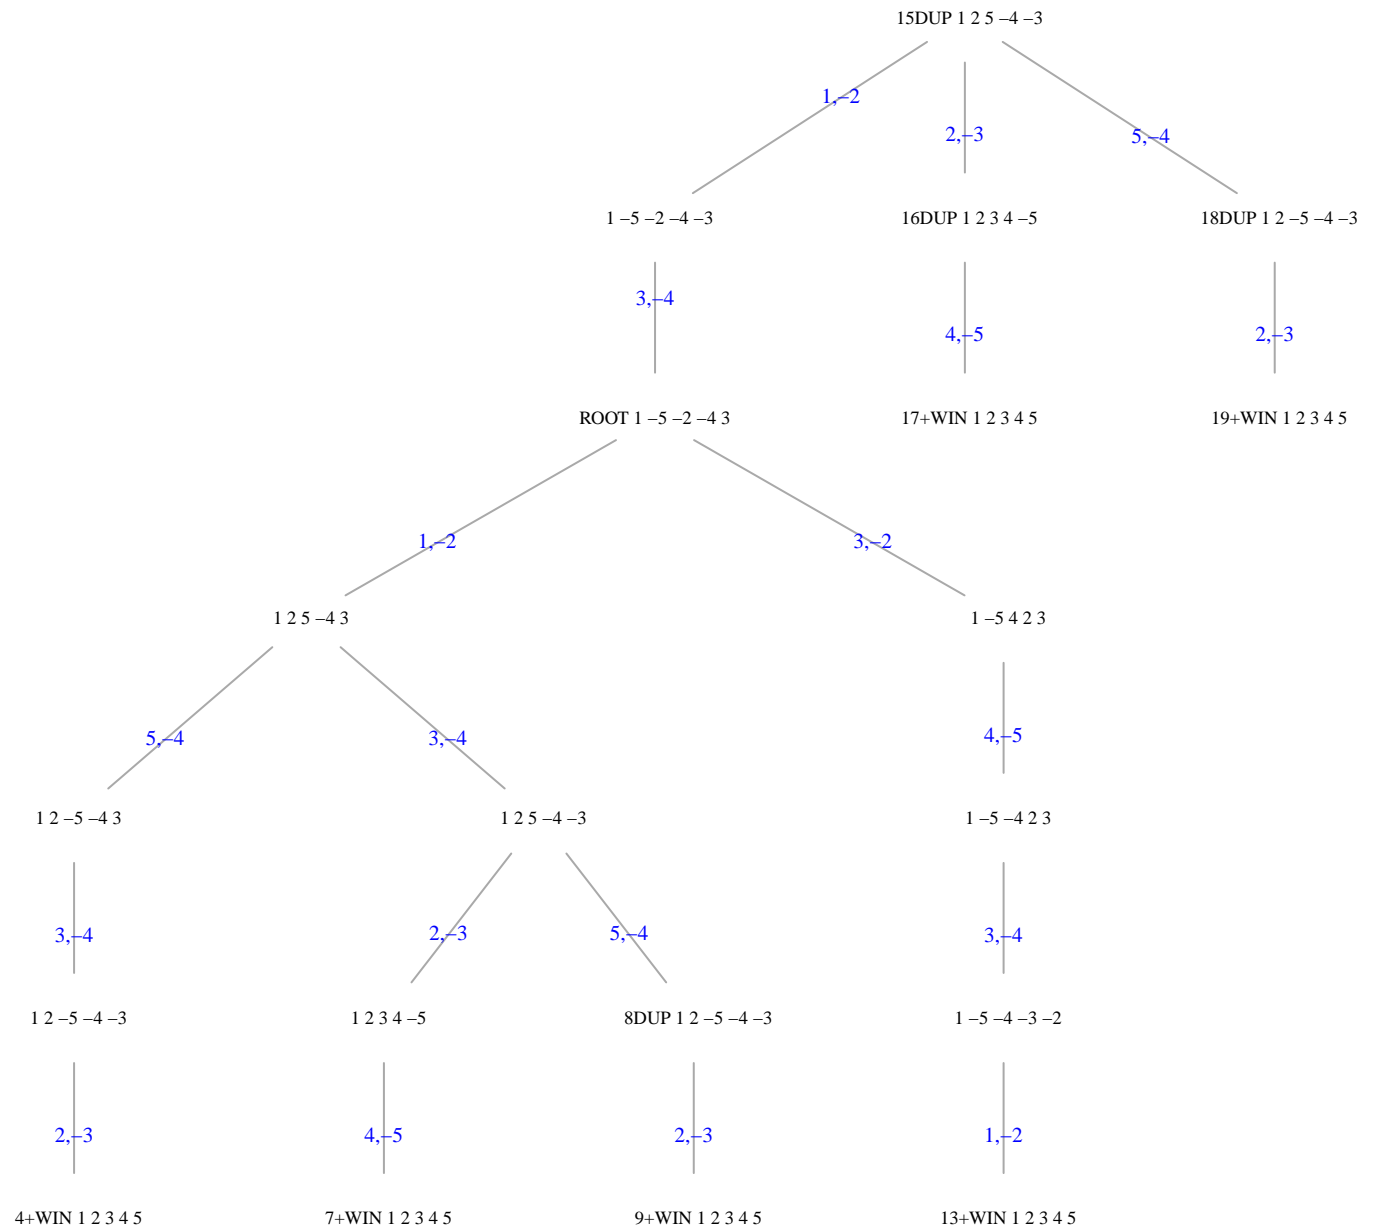 15DUP 1 2 5 –4 –3
1,–2
2,–3
5,–4
1 –5 –2 –4 –3
16DUP 1 2 3 4 –5
18DUP 1 2 –5 –4 –3
3,–4
4,–5
2,–3
ROOT 1 –5 –2 –4 3
17+WIN 1 2 3 4 5
19+WIN 1 2 3 4 5
1,–2
3,–2
1 2 5 –4 3
1 –5 4 2 3
5,–4
3,–4
4,–5
1 2 –5 –4 3
1 2 5 –4 –3
1 –5 –4 2 3
3,–4
2,–3
5,–4
3,–4
1 2 –5 –4 –3
1 2 3 4 –5
8DUP 1 2 –5 –4 –3
1 –5 –4 –3 –2
2,–3
4,–5
2,–3
1,–2
4+WIN 1 2 3 4 5
7+WIN 1 2 3 4 5
9+WIN 1 2 3 4 5
13+WIN 1 2 3 4 5